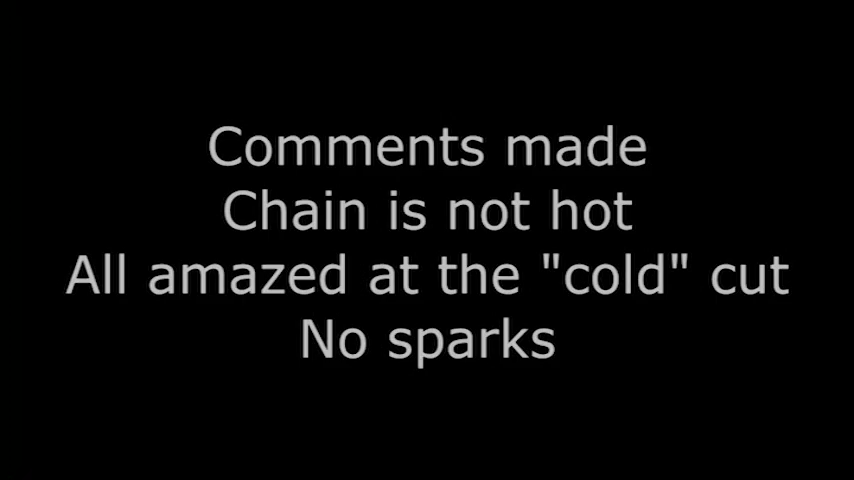 Comments made
Chain is not hot
All amazed at the "cold" cut
No sparks